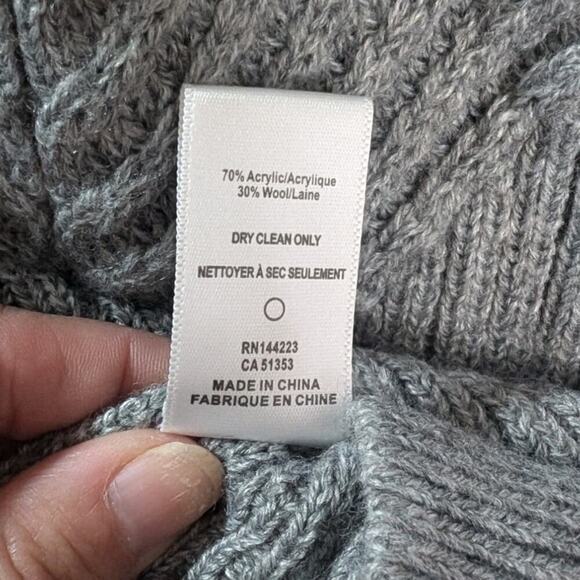 70% Acrylic/Acrylique
30% Wool/Laine
DRY CLEAN ONLY
NETTOYER À SEC SEULEMENT
RN144223
CA 51353
MADE IN CHINA
FABRIQUE EN CHINE